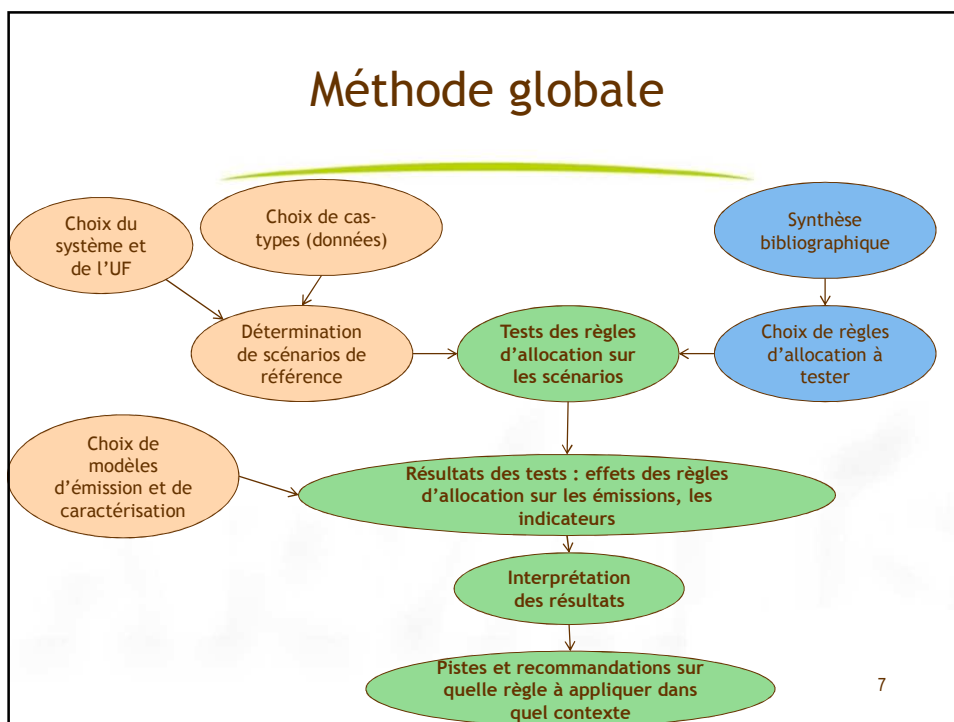 Méthode globale
Choix du
système et
de l’UF
Choix de cas-
types (données)
Synthèse
bibliographique
Détermination
de scénarios de
référence
Tests des règles
d’allocation sur
les scénarios
Choix de règles
d’allocation à
tester
Choix de
modèles
d’émission et de
caractérisation
Résultats des tests : effets des règles
d’allocation sur les émissions, les
indicateurs
Interprétation
des résultats
Pistes et recommandations sur
quelle règle à appliquer dans
quel contexte
7